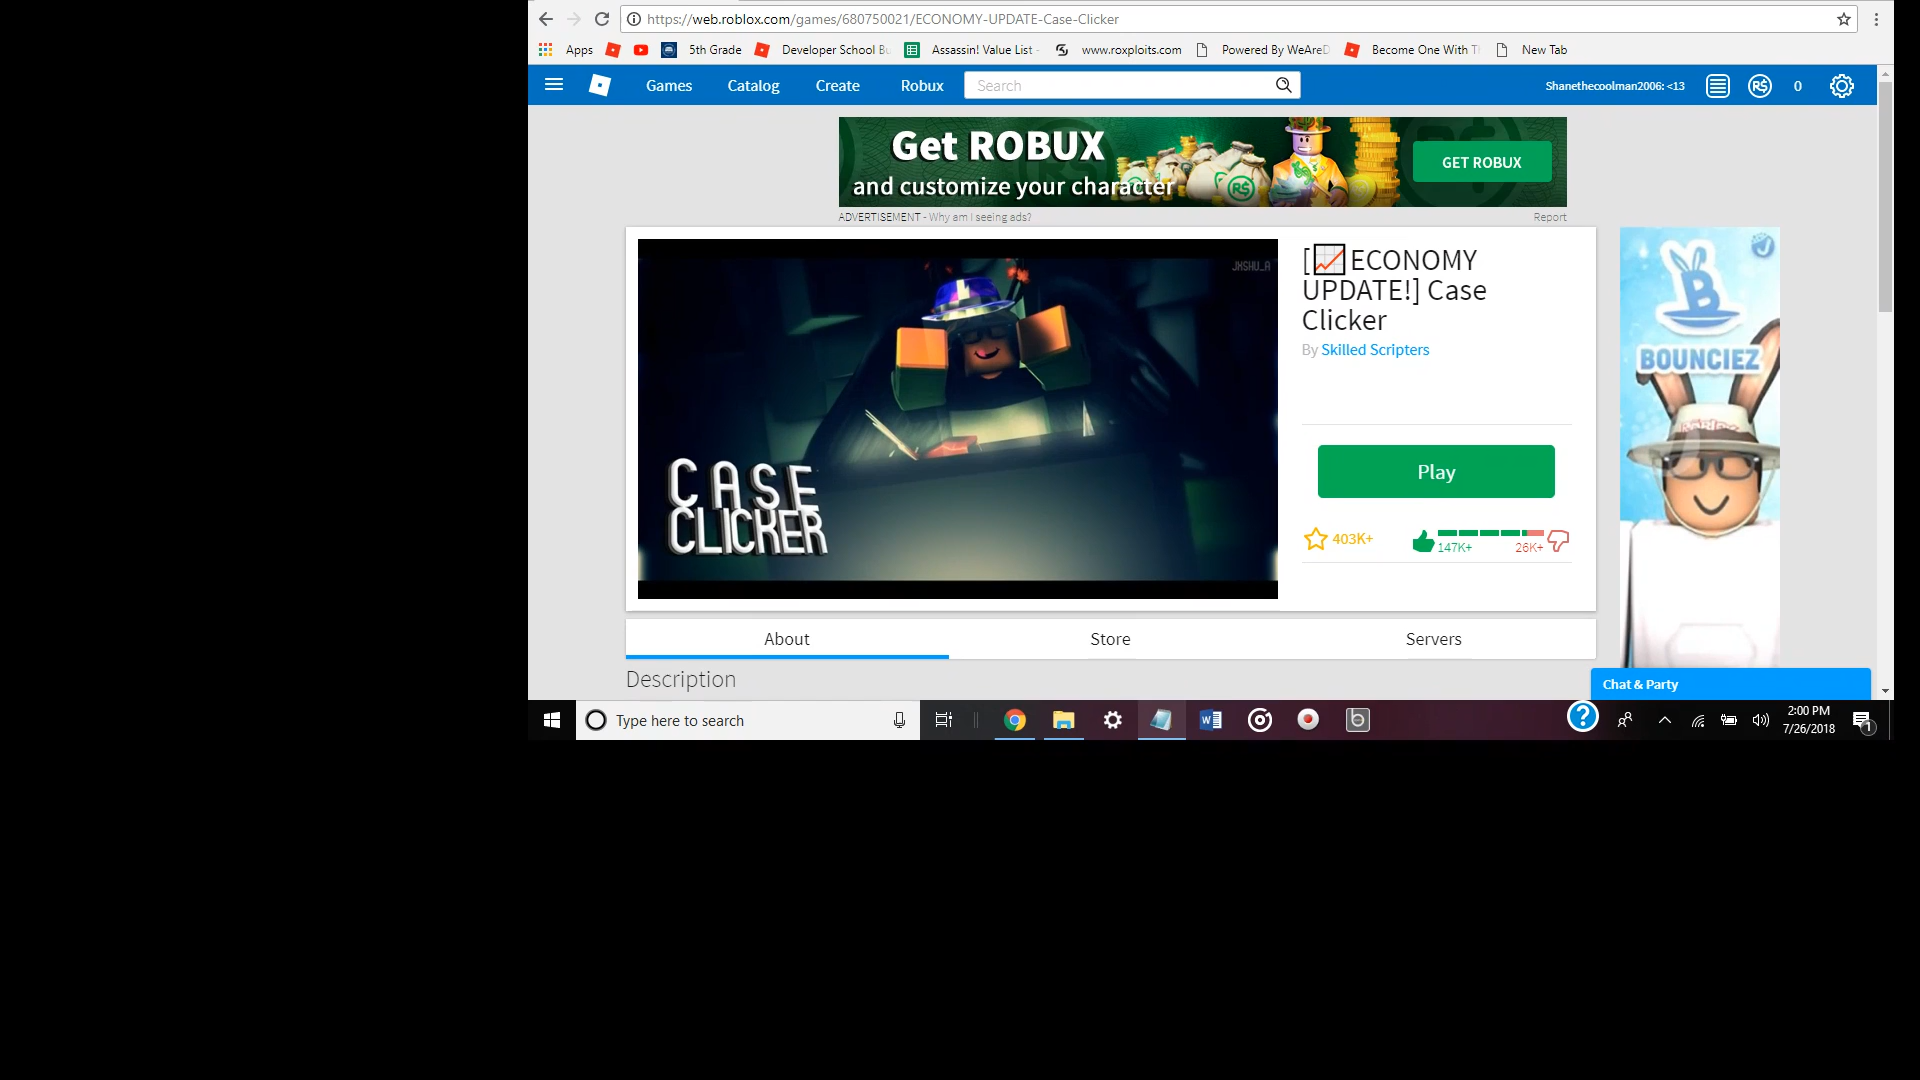 https://web.roblox.com/games/680750021/ECONOMY-UPDATE-Case-Clicker
Apps 5th Grade Developer School Bu Assassin! Value List - www.roxploits.com Powered By WeAreD Become One With T New Tab
Games Catalog Create Robux Search Shanethecoolman2006: <13 R$ 0
Get ROBUX
and customize your character
GET ROBUX
ADVERTISEMENT - Why am I seeing ads? Report
[📈ECONOMY
UPDATE!] Case
Clicker
By Skilled Scripters
JXSHU_A
CASE
CLICKER
Play
403K+ 147K+ 26K+
B
BOUNCIEZ
ROBLOX
About Store Servers
Description
Chat & Party
Type here to search
2:00 PM
7/26/2018
1